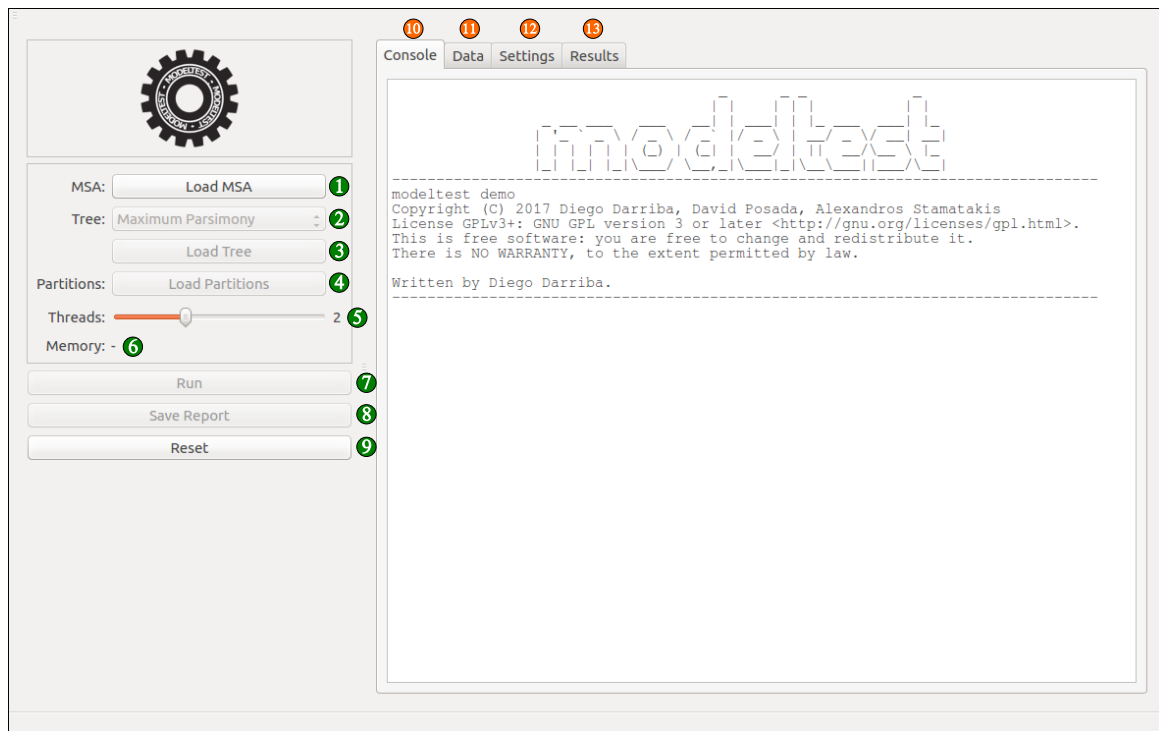 10 11 12 13
Console Data Settings Results
MODELTEST · MODELTEST · MODELTEST ·
modeltest
MSA: Load MSA 1
Tree: Maximum Parsimony 2
Load Tree 3
Partitions: Load Partitions 4
Threads: 2 5
Memory: - 6
Run 7
Save Report 8
Reset 9
------------------------------------------------------------------------------------------
modeltest demo
Copyright (C) 2017 Diego Darriba, David Posada, Alexandros Stamatakis
License GPLv3+: GNU GPL version 3 or later <http://gnu.org/licenses/gpl.html>.
This is free software: you are free to change and redistribute it.
There is NO WARRANTY, to the extent permitted by law.
Written by Diego Darriba.
------------------------------------------------------------------------------------------